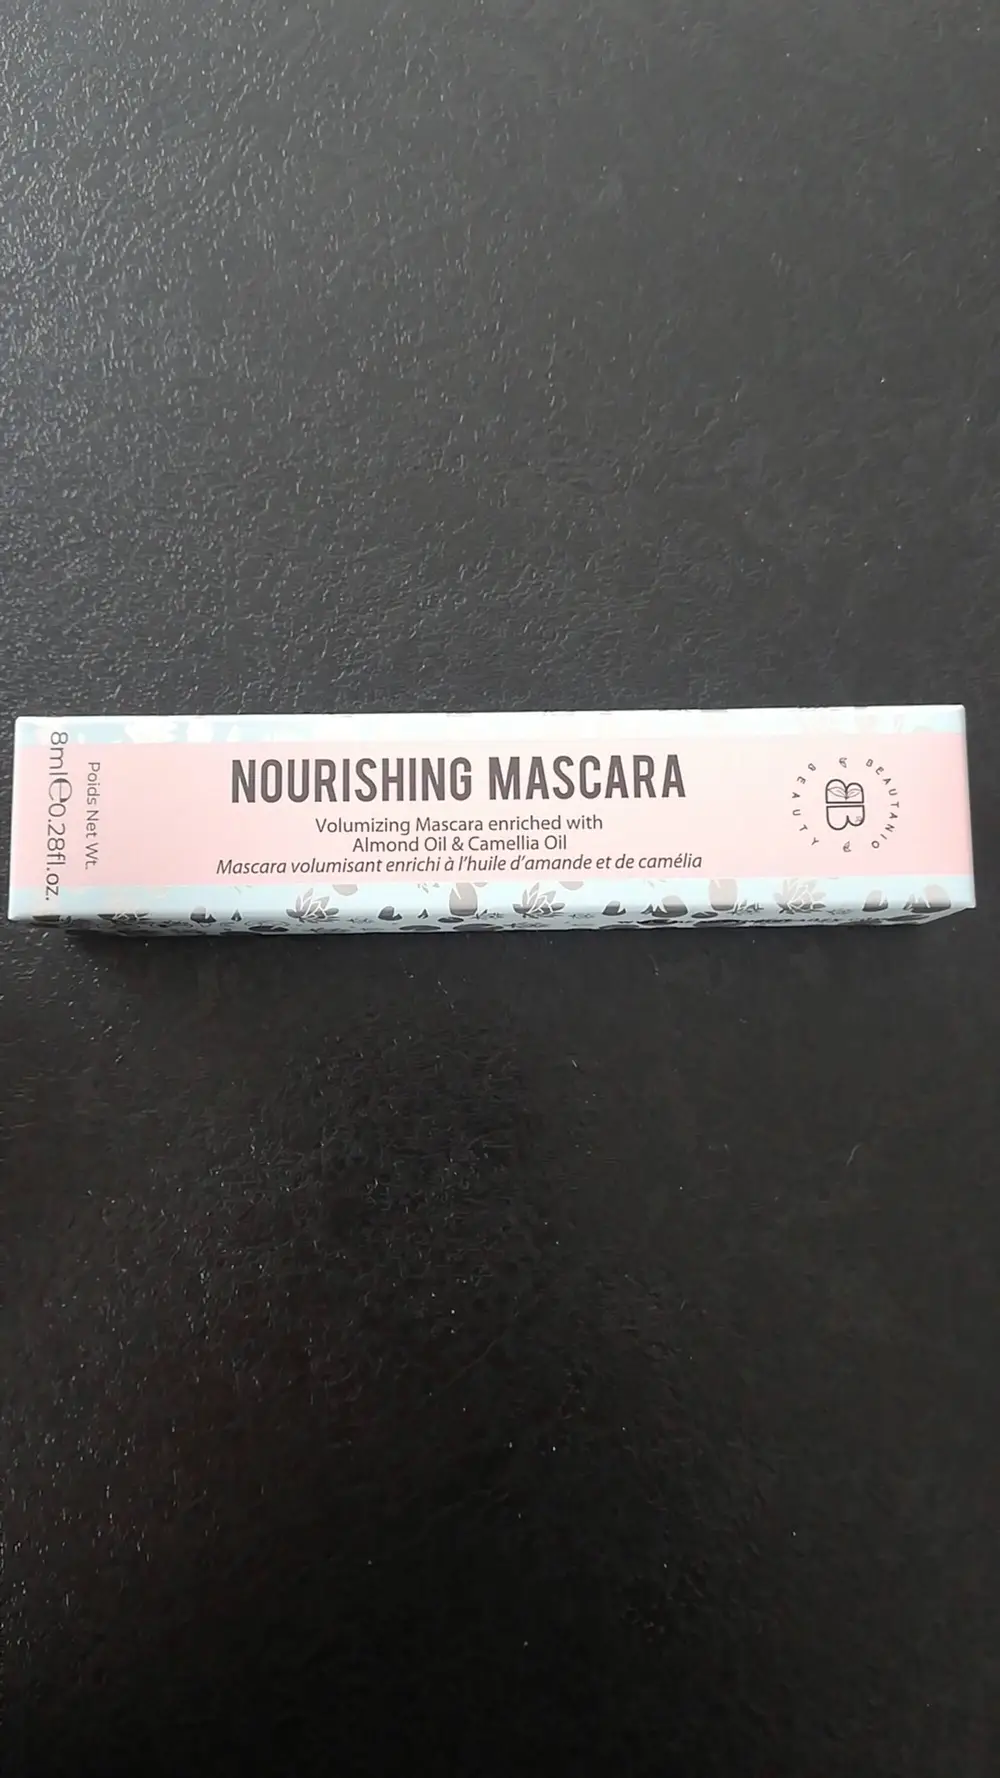 NOURISHING MASCARA
Volumizing Mascara enriched with
Almond Oil & Camellia Oil
Mascara volumisant enrichi à l'huile d'amande et de camélia
BEAUTANIQ
BEAUTY
Poids Net Wt.
8ml℮0.28fl.oz.